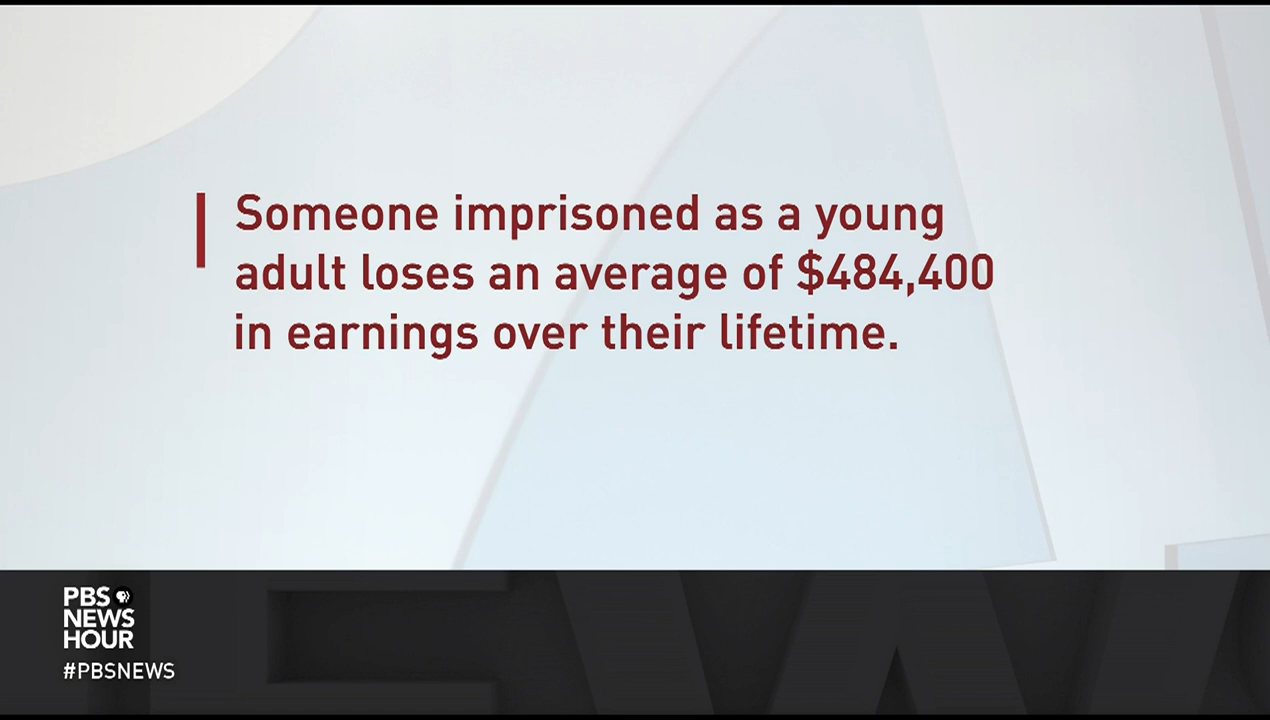 Someone imprisoned as a young
adult loses an average of $484,400
in earnings over their lifetime.
PBS
NEWS
HOUR
#PBSNEWS